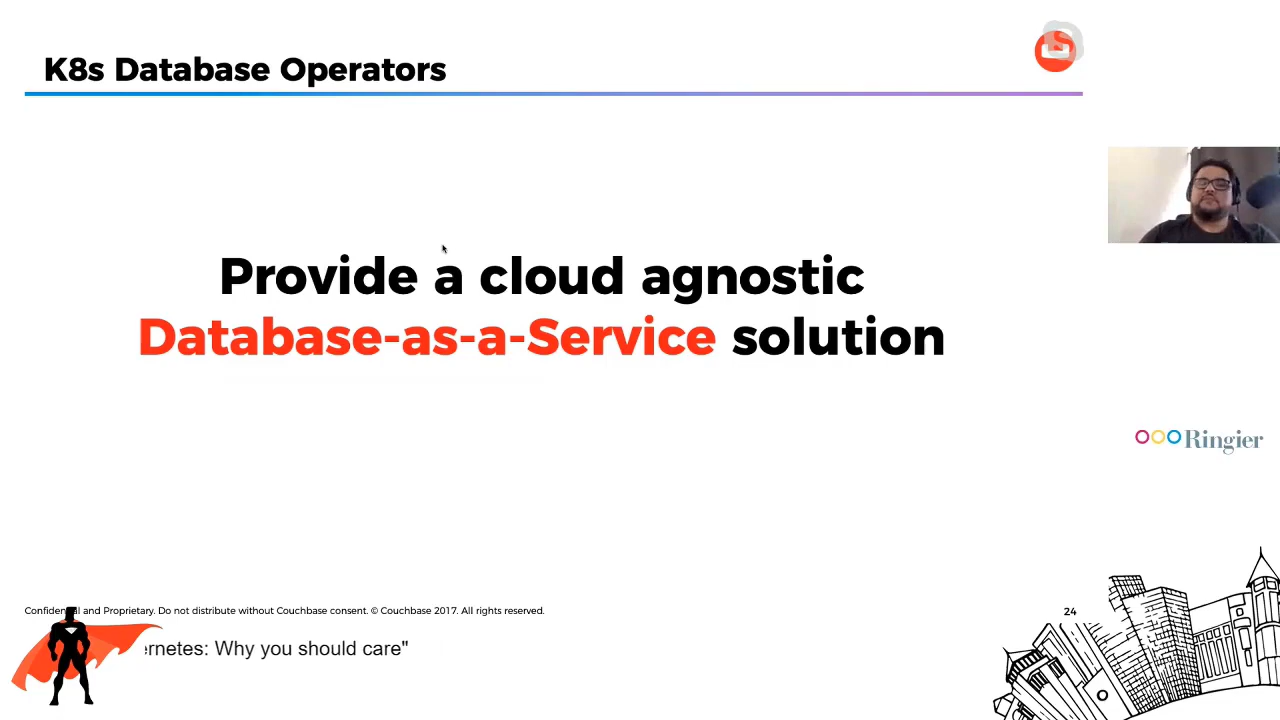 K8s Database Operators
Provide a cloud agnostic
Database-as-a-Service solution
Ringier
Confidential and Proprietary. Do not distribute without Couchbase consent. © Couchbase 2017. All rights reserved.
24
ernetes: Why you should care"